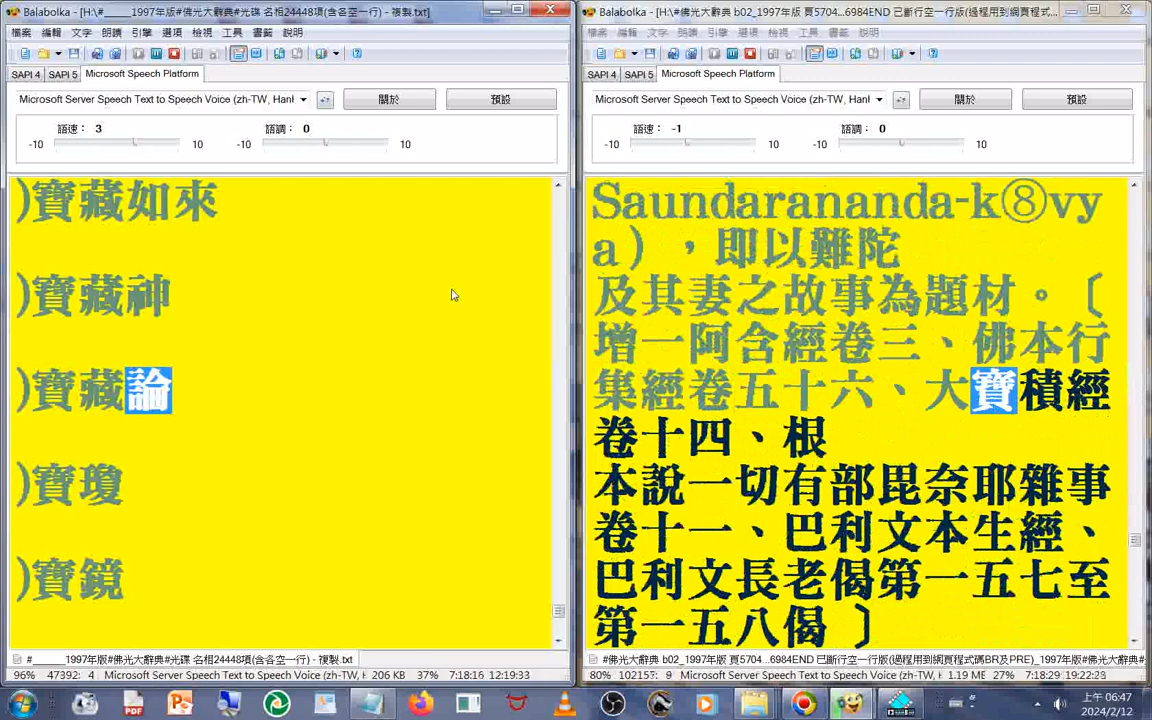 Balabolka - [H:\#_____1997年版#佛光大辭典#光碟 名相24448項(含各空一行) - 複製.txt]
檔案 編輯 文字 朗讀 引擎 選項 檢視 工具 書籤 說明
SAPI 4 SAPI 5 Microsoft Speech Platform
Microsoft Server Speech Text to Speech Voice (zh-TW, Han
關於 預設
語速： 3 語調： 0
-10 10 -10 10
)寶藏如來
)寶藏神
)寶藏論
)寶瓊
)寶鏡
#______1997年版#佛光大辭典#光碟 名相24448項(含各空一行) - 複製.txt
96% 47392: 4 Microsoft Server Speech Text to Speech Voice (zh-TW, H 206 KB 37% 7:18:16 12:19:33
Balabolka - [H:\#佛光大辭典 b02_1997年版 頁5704...6984END 已斷行空一行版(過程用到網頁程式...
檔案 編輯 文字 朗讀 引擎 選項 檢視 工具 書籤 說明
SAPI 4 SAPI 5 Microsoft Speech Platform
Microsoft Server Speech Text to Speech Voice (zh-TW, Han
關於 預設
語速： -1 語調： 0
-10 10 -10 10
Saundarananda-k⑧vy
a），即以難陀
及其妻之故事為題材。〔
增一阿含經卷三、佛本行
集經卷五十六、大寶積經
卷十四、根
本說一切有部毘奈耶雜事
卷十一、巴利文本生經、
巴利文長老偈第一五七至
第一五八偈〕
#佛光大辭典 b02_1997年版 頁5704...6984END 已斷行空一行版(過程用到網頁程式碼BR及PRE)_1997年版#佛光大辭典#
80% 102157: 9 Microsoft Server Speech Text to Speech Voice (zh-TW, H 1.19 ME 27% 7:18:29 19:22:28
上午 06:47
2024/2/12